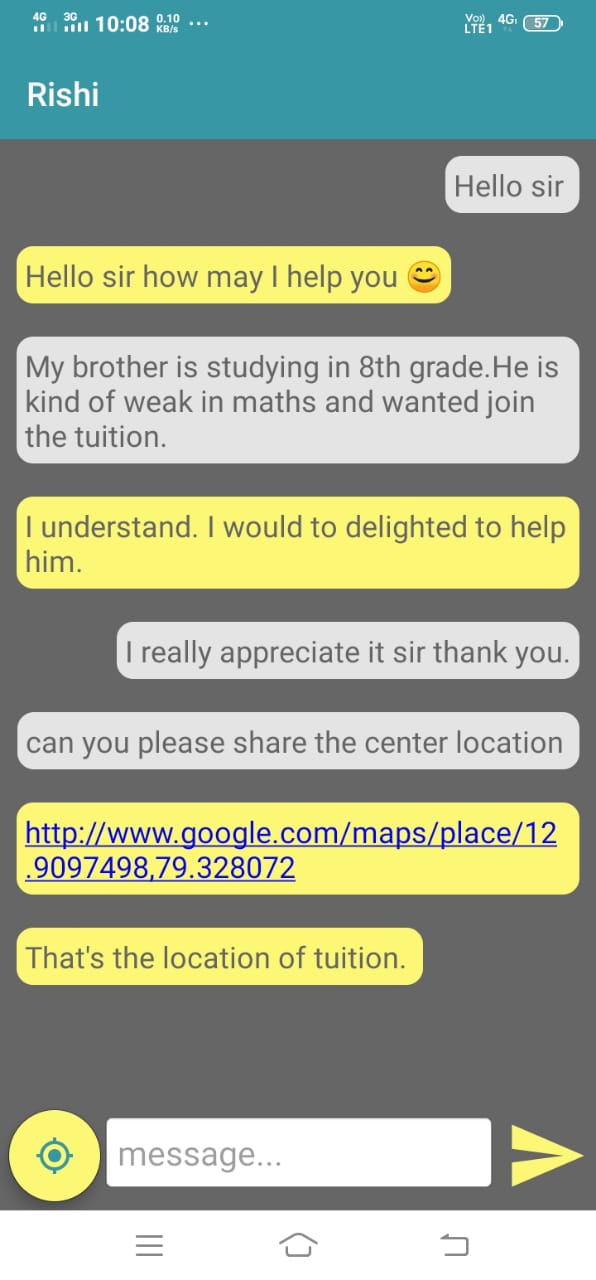 4G 3G 10:08 0.10 KB/s ... Vo)) LTE1 4G 57
Rishi
Hello sir
Hello sir how may I help you 😊
My brother is studying in 8th grade.He is
kind of weak in maths and wanted join
the tuition.
I understand. I would to delighted to help
him.
I really appreciate it sir thank you.
can you please share the center location
http://www.google.com/maps/place/12
.9097498,79.328072
That's the location of tuition.
message...